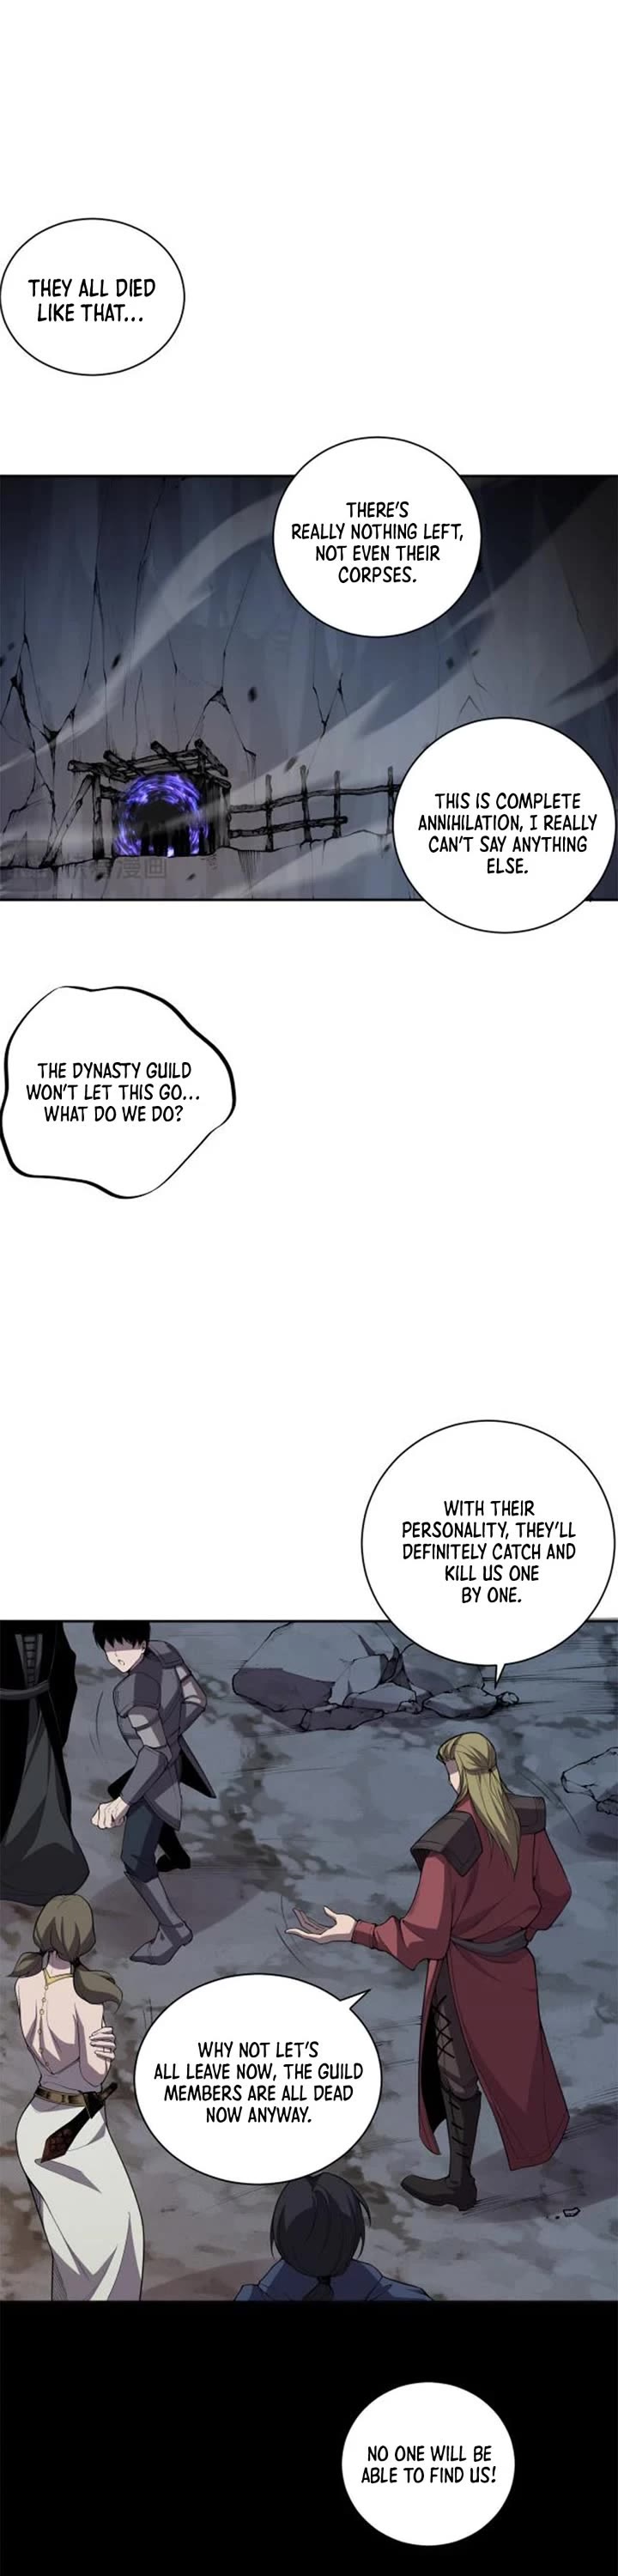 THEY ALL DIED
LIKE THAT...
THERE'S
REALLY NOTHING LEFT,
NOT EVEN THEIR
CORPSES.
THIS IS COMPLETE
ANNIHILATION, I REALLY
CAN'T SAY ANYTHING
ELSE.
THE DYNASTY GUILD
WON'T LET THIS GO...
WHAT DO WE DO?
WITH THEIR
PERSONALITY, THEY'LL
DEFINITELY CATCH AND
KILL US ONE
BY ONE.
WHY NOT LET'S
ALL LEAVE NOW, THE GUILD
MEMBERS ARE ALL DEAD
NOW ANYWAY.
NO ONE WILL BE
ABLE TO FIND US!